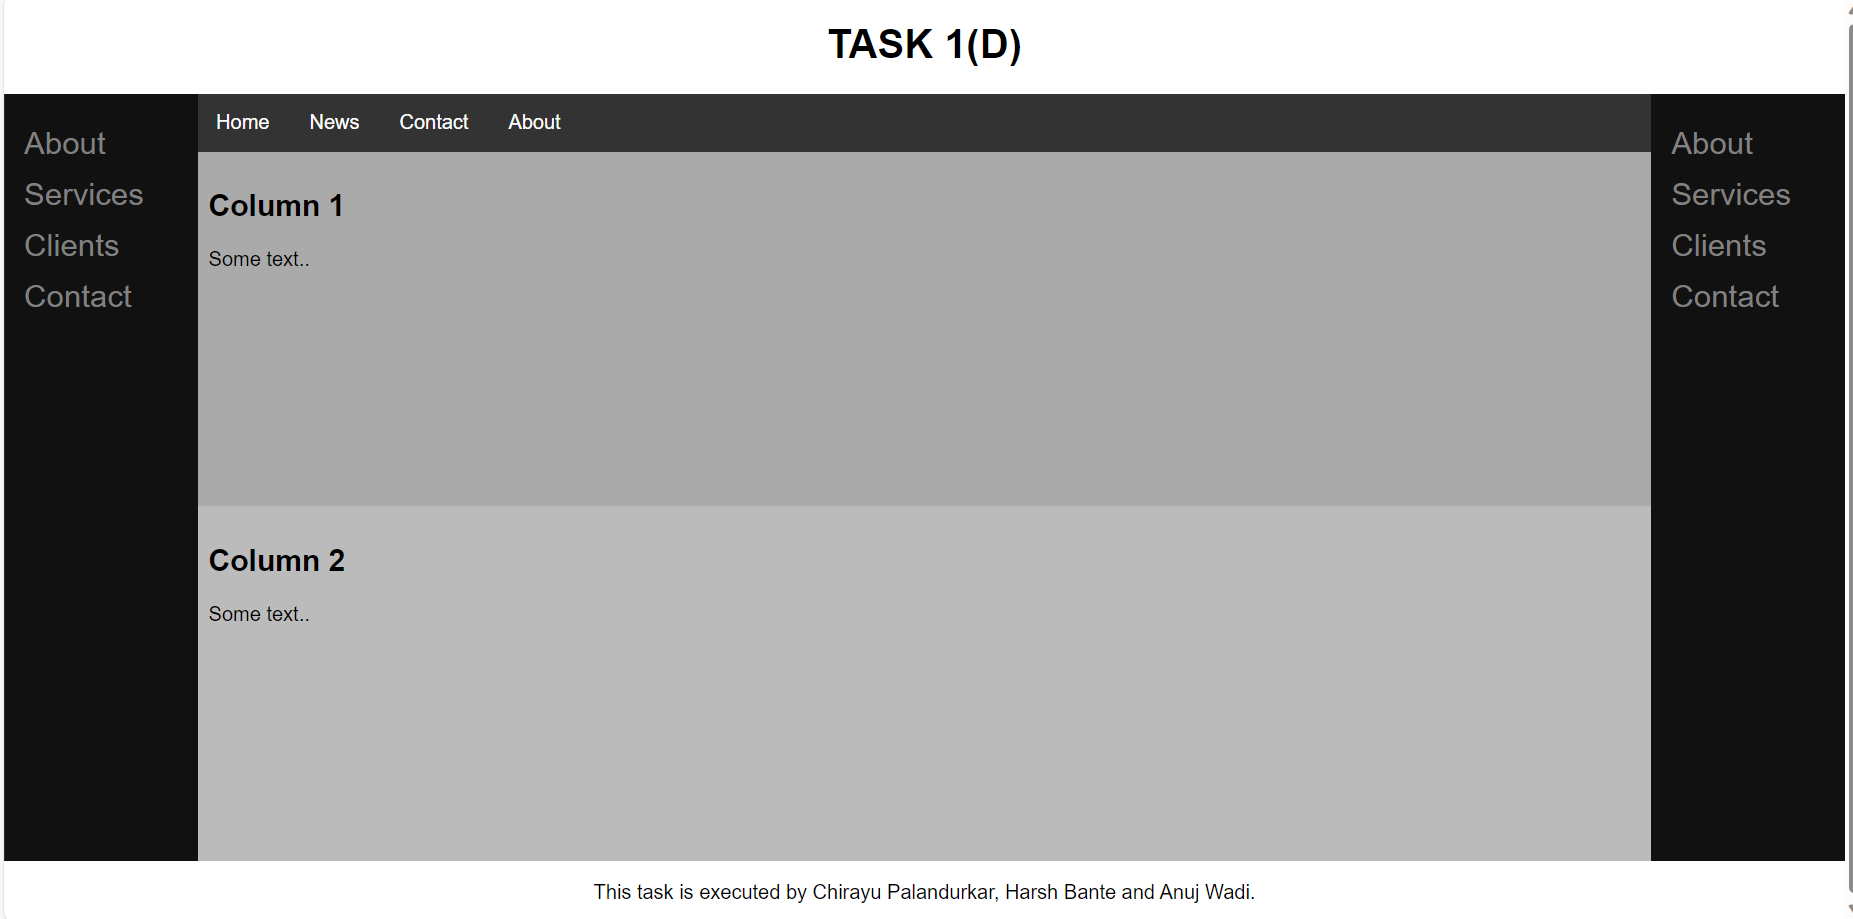 TASK 1(D)
About
Services
Clients
Contact
Home News Contact About
Column 1
Some text..
Column 2
Some text..
About
Services
Clients
Contact
This task is executed by Chirayu Palandurkar, Harsh Bante and Anuj Wadi.